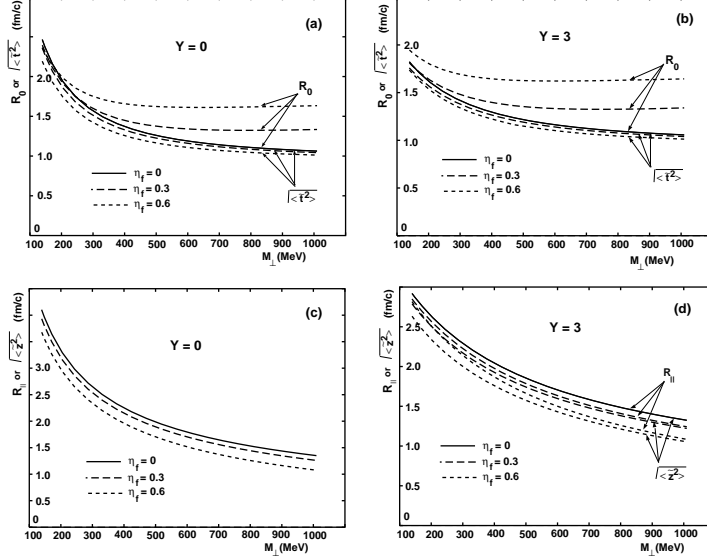 (a)
Y = 0
R₀ or √<t̃²> (fm/c)
2.0
1.5
1.0
.5
0
R₀
√<t̃²>
η_f = 0
η_f = 0.3
η_f = 0.6
100 200 300 400 500 600 700 800 900 1000
M_⊥(MeV)
(b)
Y = 3
R₀ or √<t̃²> (fm/c)
2.0
1.5
1.0
0.5
0
R₀
√<t̃²>
η_f = 0
η_f = 0.3
η_f = 0.6
100 200 300 400 500 600 700 800 900 1000
M_⊥(MeV)
(c)
Y = 0
R_|| or √<z̃²> (fm/c)
3.0
2.5
2.0
1.5
1.0
0.5
0
η_f = 0
η_f = 0.3
η_f = 0.6
100 200 300 400 500 600 700 800 900 1000
M_⊥(MeV)
(d)
Y = 3
R_|| or √<z̃²> (fm/c)
2.5
2.0
1.5
1.0
0.5
0
R_||
√<z̃²>
η_f = 0
η_f = 0.3
η_f = 0.6
100 200 300 400 500 600 700 800 900 1000
M_⊥(MeV)